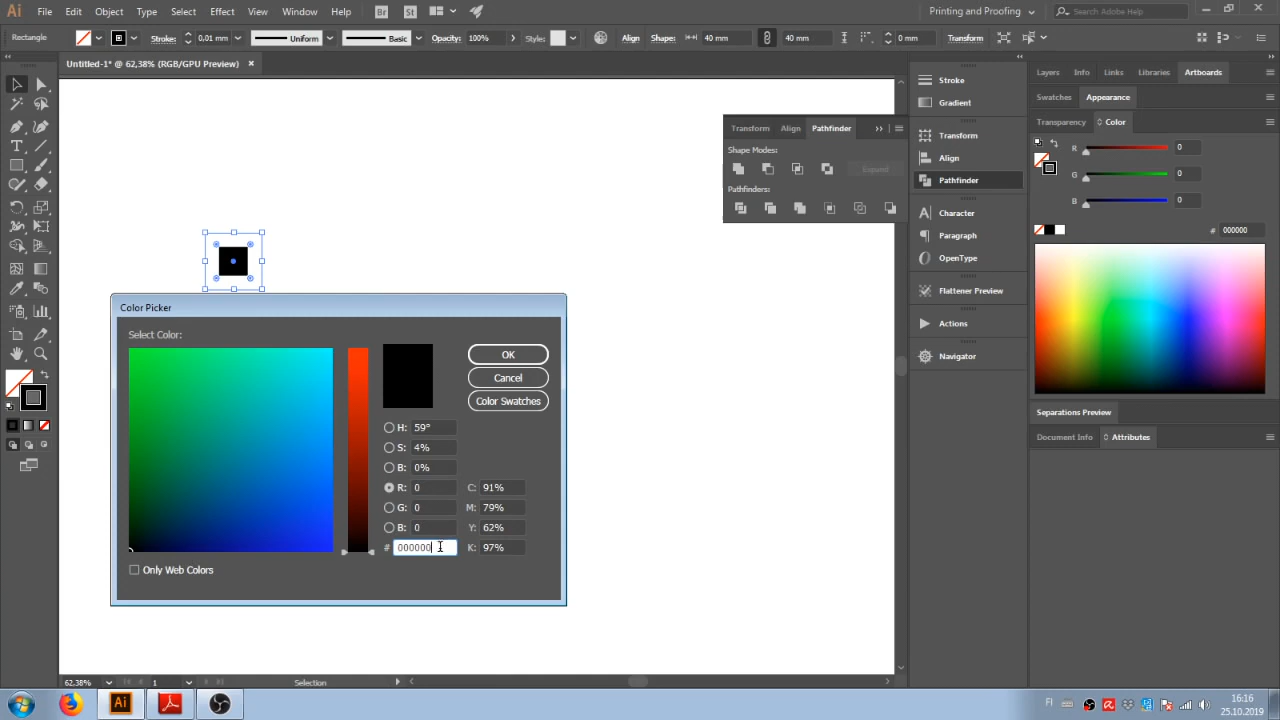 Ai File Edit Object Type Select Effect View Window Help Br St Printing and Proofing Search Adobe Help
Rectangle Stroke: 0,01 mm Uniform Basic Opacity: 100% Style: Align Shape: 40 mm 40 mm 0 mm Transform
Untitled-1* @ 62,38% (RGB/GPU Preview) ×
Stroke
Gradient
Transform
Align
Pathfinder
Character
Paragraph
OpenType
Flattener Preview
Actions
Navigator
Transform Align Pathfinder
Shape Modes:
Expand
Pathfinders:
Layers Info Links Libraries Artboards
Swatches Appearance
Transparency Color
R 0
G 0
B 0
# 000000
Separations Preview
Document Info Attributes
Color Picker
Select Color:
OK
Cancel
Color Swatches
H: 59°
S: 4%
B: 0%
R: 0 C: 91%
G: 0 M: 79%
B: 0 Y: 62%
# 000000 K: 97%
Only Web Colors
62,38% 1 Selection
Ai FI 16:16
25.10.2019